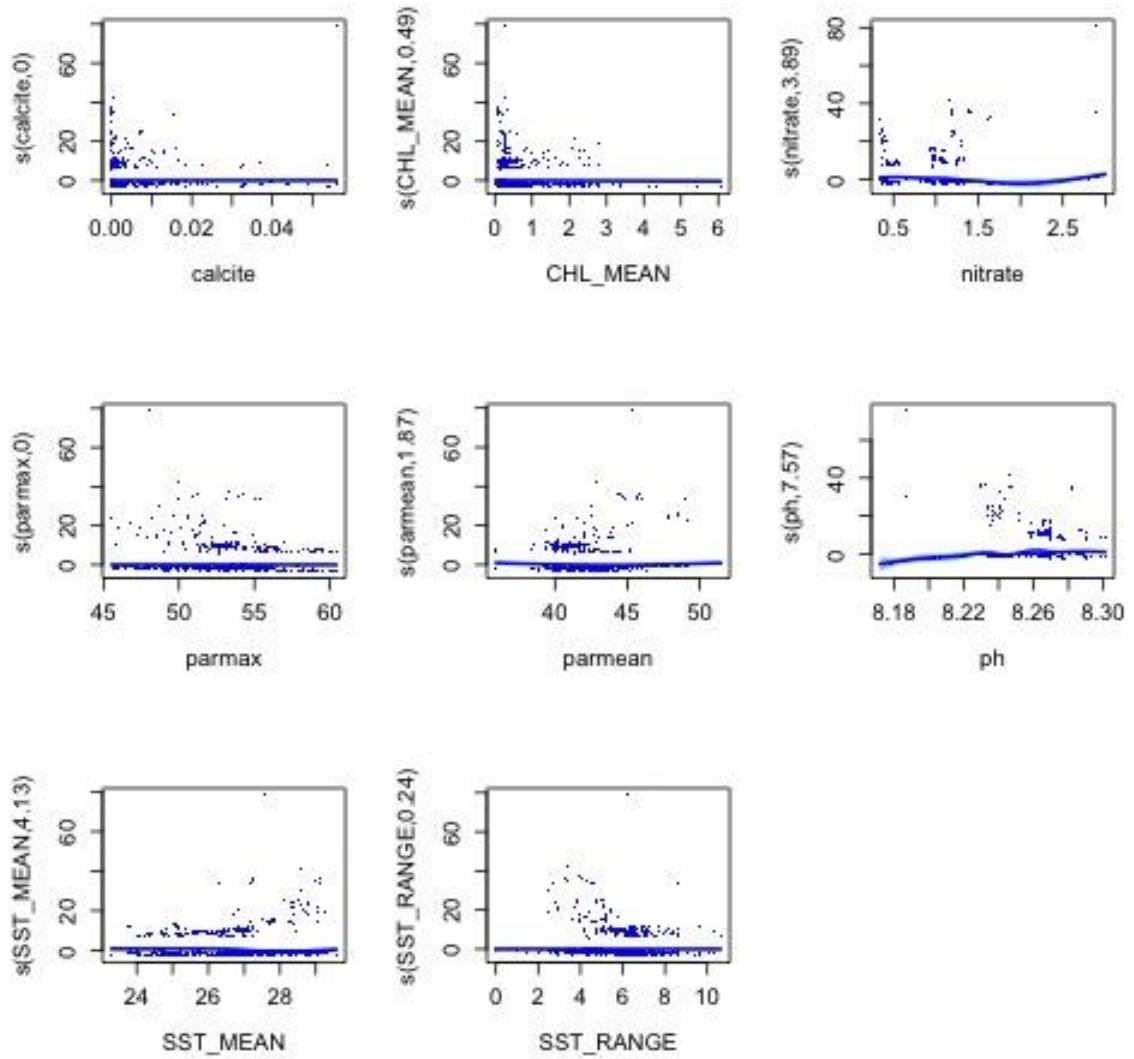 s(calcite,0)
60
20
0
0.00 0.02 0.04
calcite
s(CHL_MEAN,0.49)
60
20
0
0 1 2 3 4 5 6
CHL_MEAN
s(nitrate,3.89)
80
40
0
0.5 1.5 2.5
nitrate
s(parmax,0)
60
20
0
45 50 55 60
parmax
s(parmean,1.87)
60
20
0
40 45 50
parmean
s(ph,7.57)
40
0
8.18 8.22 8.26 8.30
ph
s(SST_MEAN,4.13)
60
20
0
24 26 28
SST_MEAN
s(SST_RANGE,0.24)
60
20
0
0 2 4 6 8 10
SST_RANGE